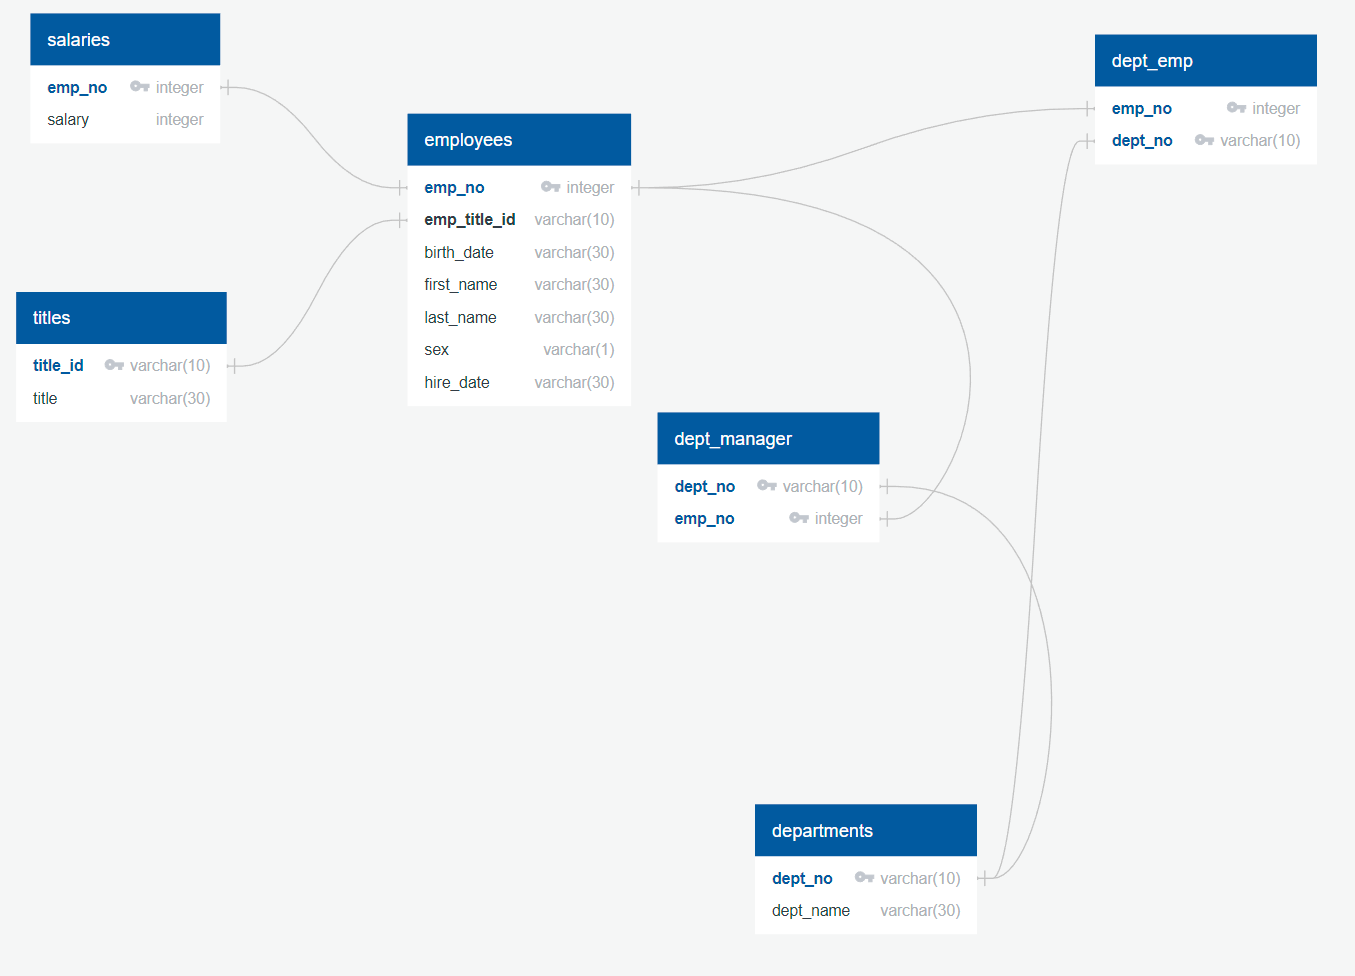 salaries
emp_no integer
salary integer
titles
title_id varchar(10)
title varchar(30)
employees
emp_no integer
emp_title_id varchar(10)
birth_date varchar(30)
first_name varchar(30)
last_name varchar(30)
sex varchar(1)
hire_date varchar(30)
dept_emp
emp_no integer
dept_no varchar(10)
dept_manager
dept_no varchar(10)
emp_no integer
departments
dept_no varchar(10)
dept_name varchar(30)